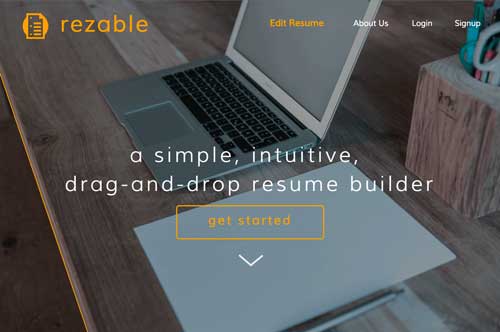 rezable
Edit Resume
About Us
Login
Signup
a simple, intuitive,
drag-and-drop resume builder
get started